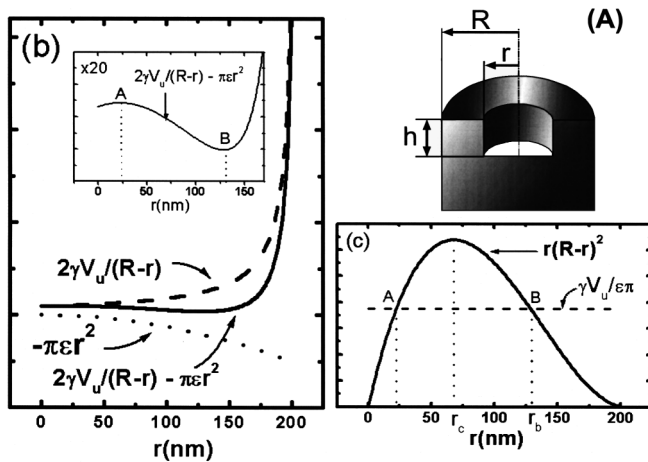 (b)
x20
2γV_u/(R-r) - πεr²
A
B
0
50
100
150
r(nm)
2γV_u/(R-r)
-πεr²
2γV_u/(R-r) - πεr²
0
50
100
150
200
r(nm)
(A)
R
r
h
(c)
r(R-r)²
γV_u/επ
A
B
0
50
r_c
100
r_b
150
200
r(nm)